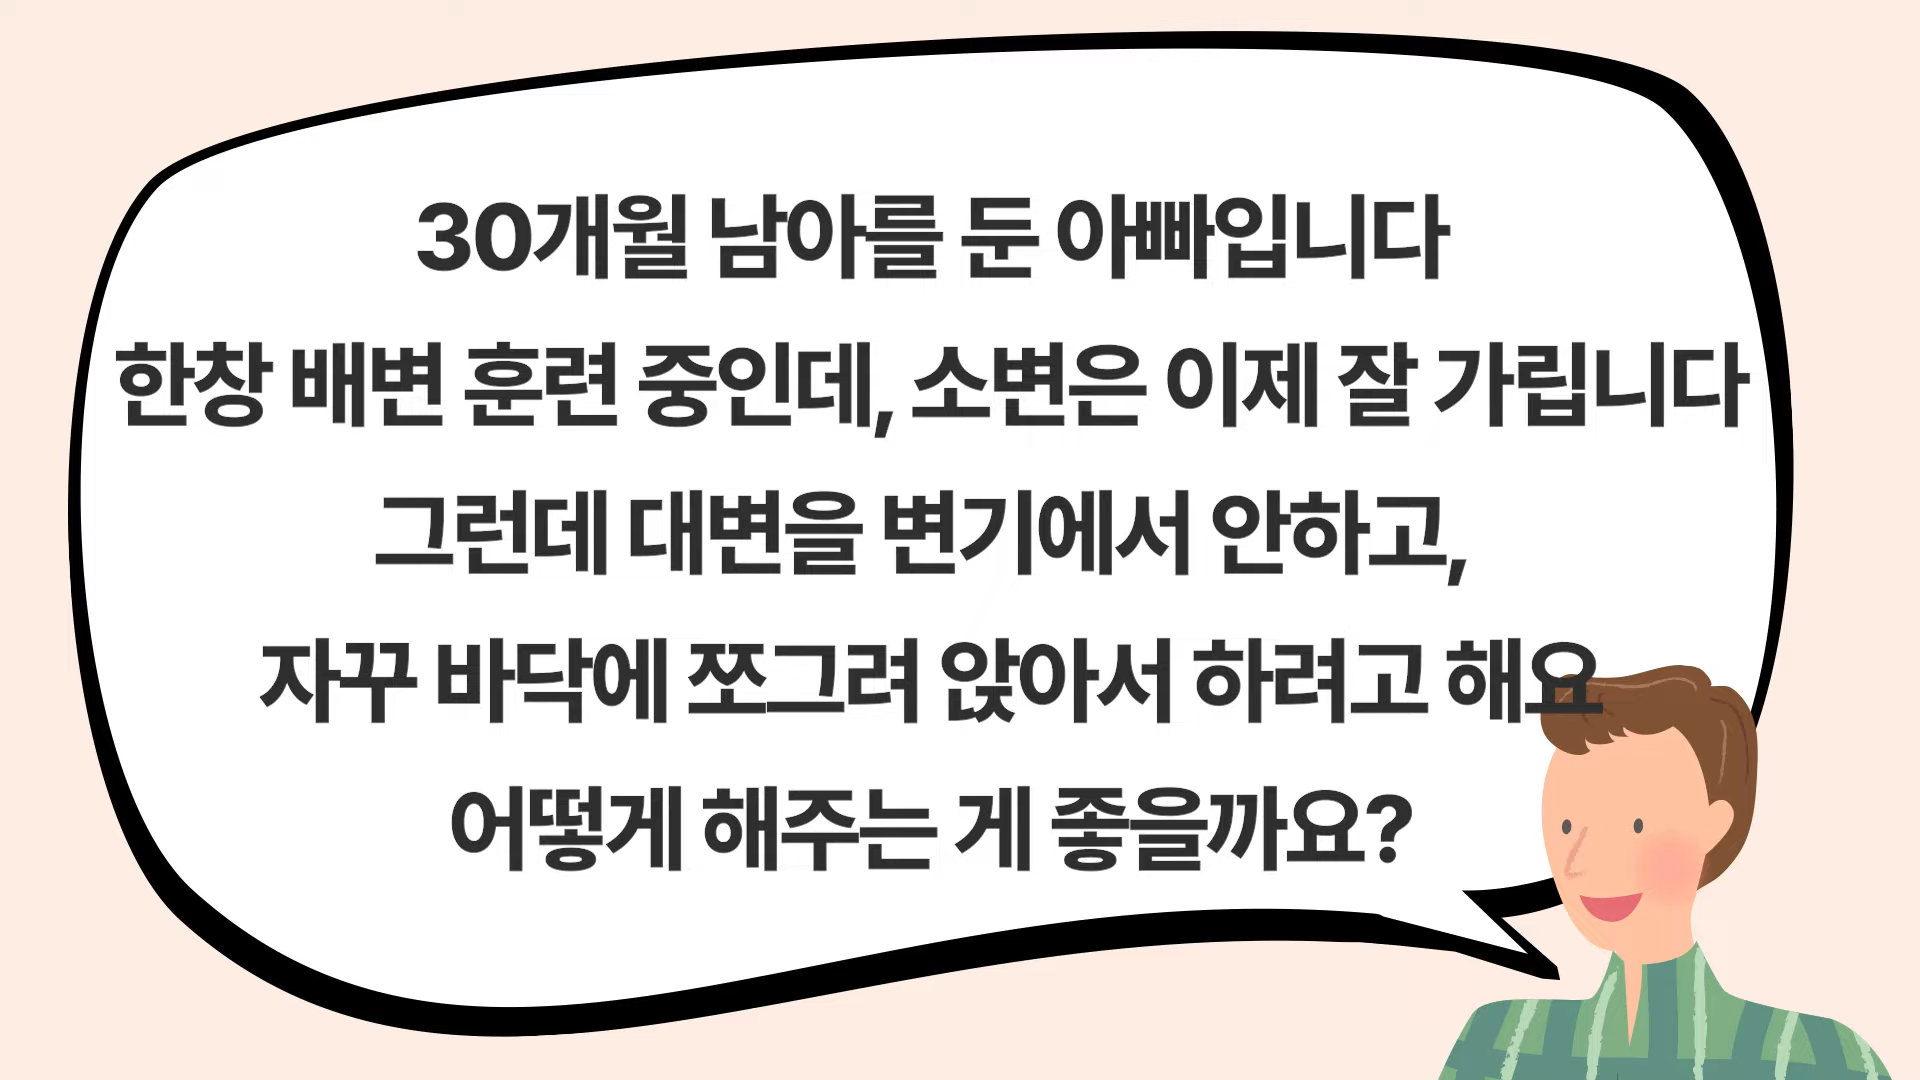 30개월 남아를 둔 아빠입니다
한창 배변 훈련 중인데, 소변은 이제 잘 가립니다
그런데 대변을 변기에서 안하고,
자꾸 바닥에 쪼그려 앉아서 하려고 해요
어떻게 해주는 게 좋을까요?